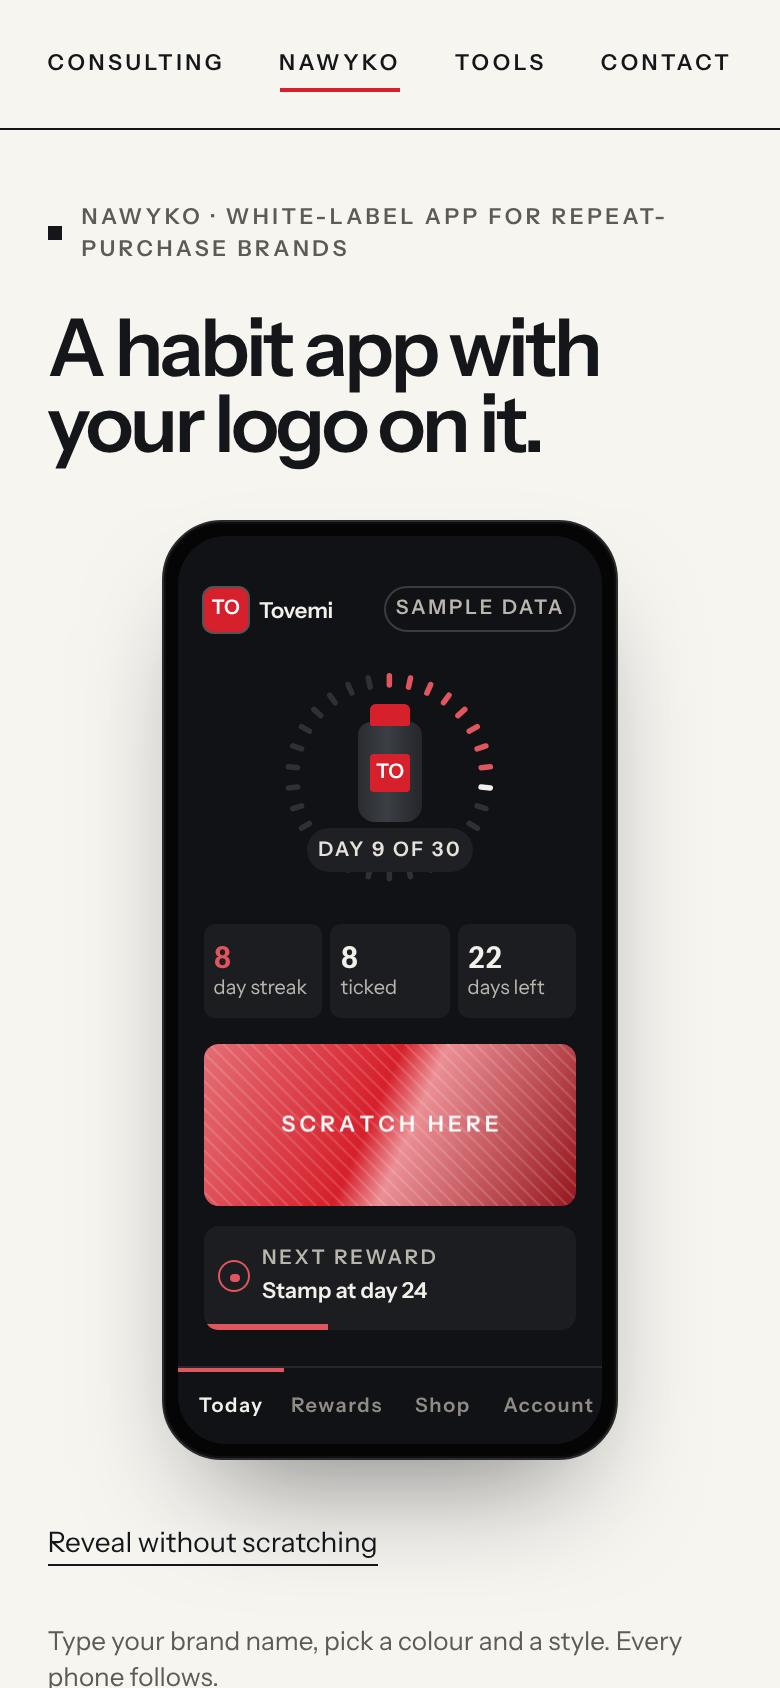 CONSULTING NAWYKO TOOLS CONTACT
NAWYKO · WHITE-LABEL APP FOR REPEAT-
PURCHASE BRANDS
A habit app with
your logo on it.
TO Tovemi SAMPLE DATA
TO
DAY 9 OF 30
8 8 22
day streak ticked days left
SCRATCH HERE
NEXT REWARD
Stamp at day 24
Today Rewards Shop Account
Reveal without scratching
Type your brand name, pick a colour and a style. Every
phone follows.